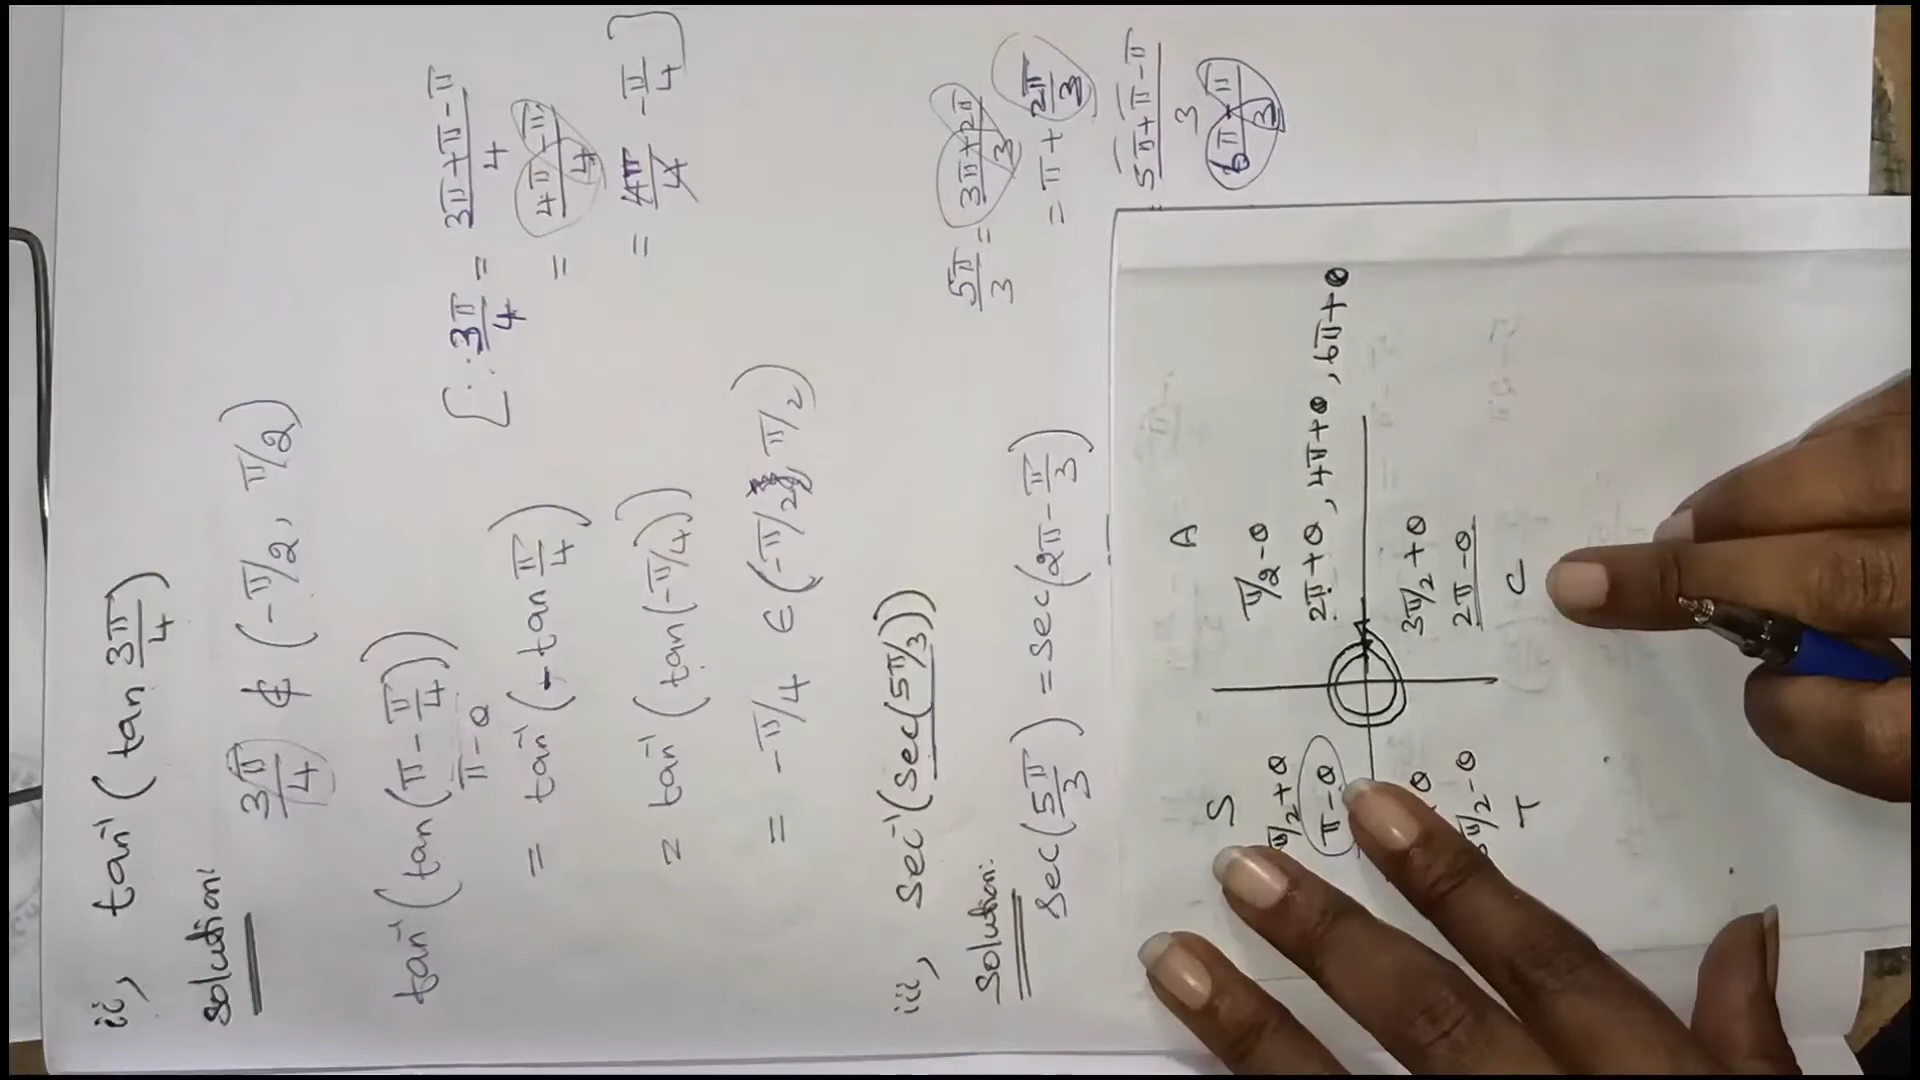 ii, tan⁻¹(tan 3π/4)
Solution:
3π/4 ∉ (-π/2, π/2)
tan⁻¹(tan(π - π/4))
π-θ
[∵ 3π/4 = (3π+π-π)/4
= tan⁻¹(-tan π/4)
= (4π-π)/4
= tan⁻¹(tan(-π/4))
= 4π/4 - π/4]
= -π/4 ∈ (-π/2, π/2)
iii, sec⁻¹(sec(5π/3))
Solution:
5π/3 = (3π+2π)/3
= π + 2π/3
sec(5π/3) = sec(2π - π/3)
(5π+π-π)/3
(6π-π)/3
S A
π/2+θ π/2-θ
π-θ 2π+θ, 4π+θ, 6π+θ
θ 3π/2+θ
π/2-θ 2π-θ
T C